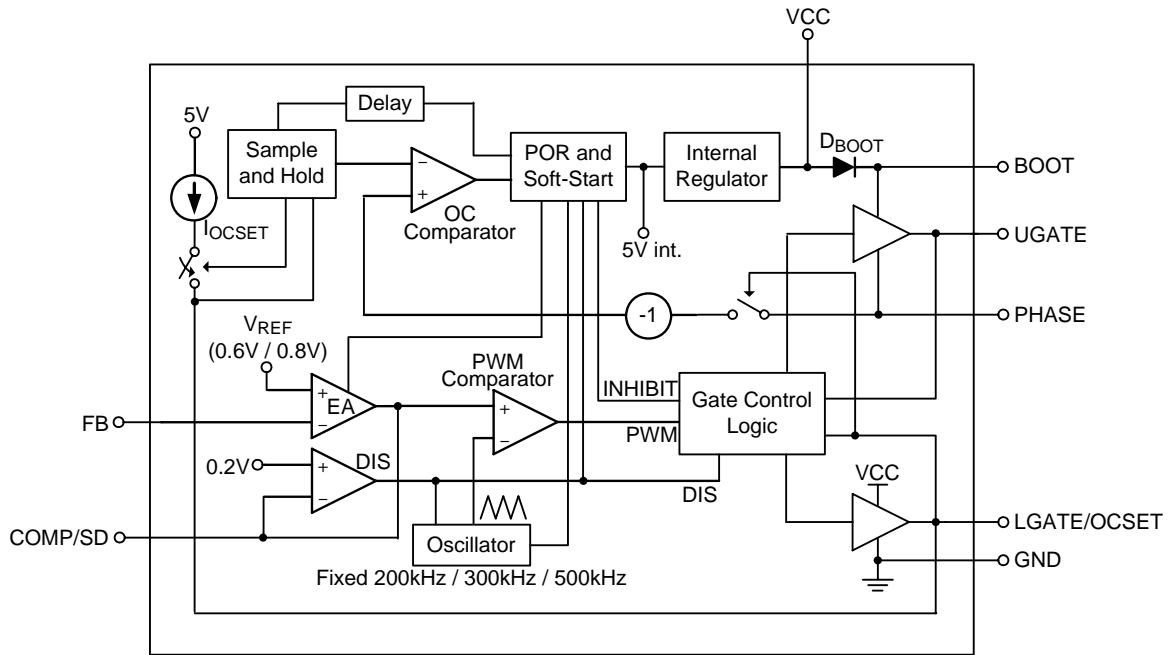 VCC
5V
Delay
Sample
and Hold
−
+
OC
Comparator
POR and
Soft-Start
Internal
Regulator
DBOOT
BOOT
IOCSET
5V int.
UGATE
-1
PHASE
VREF
(0.6V / 0.8V)
+
EA
−
PWM
Comparator
+
−
INHIBIT
PWM
Gate Control
Logic
FB
0.2V
+
−
DIS
DIS
VCC
COMP/SD
Oscillator
Fixed 200kHz / 300kHz / 500kHz
LGATE/OCSET
GND